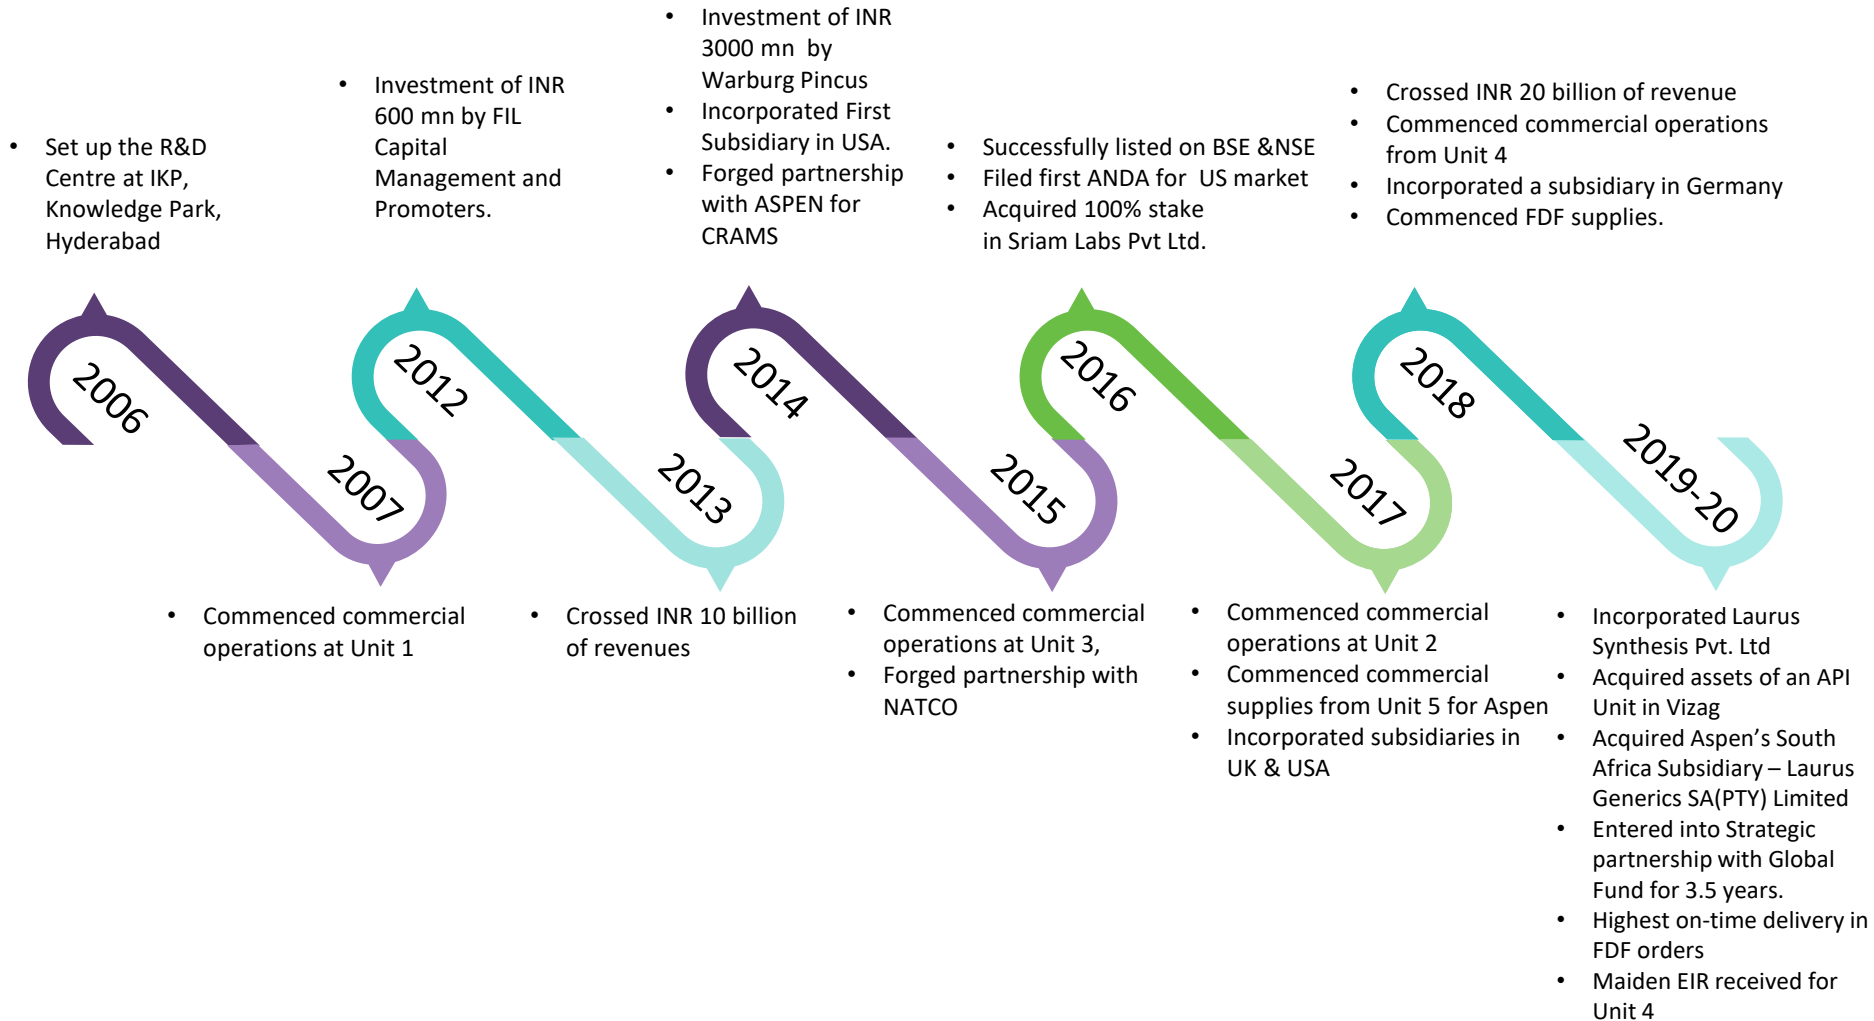 • Set up the R&D
Centre at IKP,
Knowledge Park,
Hyderabad
2006
2007
• Commenced commercial
operations at Unit 1
• Investment of INR
600 mn by FIL
Capital
Management and
Promoters.
2012
2013
• Crossed INR 10 billion
of revenues
• Investment of INR
3000 mn by
Warburg Pincus
• Incorporated First
Subsidiary in USA.
• Forged partnership
with ASPEN for
CRAMS
2014
2015
• Commenced commercial
operations at Unit 3,
• Forged partnership with
NATCO
• Successfully listed on BSE &NSE
• Filed first ANDA for US market
• Acquired 100% stake
in Sriam Labs Pvt Ltd.
2016
2017
• Commenced commercial
operations at Unit 2
• Commenced commercial
supplies from Unit 5 for Aspen
• Incorporated subsidiaries in
UK & USA
• Crossed INR 20 billion of revenue
• Commenced commercial operations
from Unit 4
• Incorporated a subsidiary in Germany
• Commenced FDF supplies.
2018
2019-20
• Incorporated Laurus
Synthesis Pvt. Ltd
• Acquired assets of an API
Unit in Vizag
• Acquired Aspen’s South
Africa Subsidiary – Laurus
Generics SA(PTY) Limited
• Entered into Strategic
partnership with Global
Fund for 3.5 years.
• Highest on-time delivery in
FDF orders
• Maiden EIR received for
Unit 4